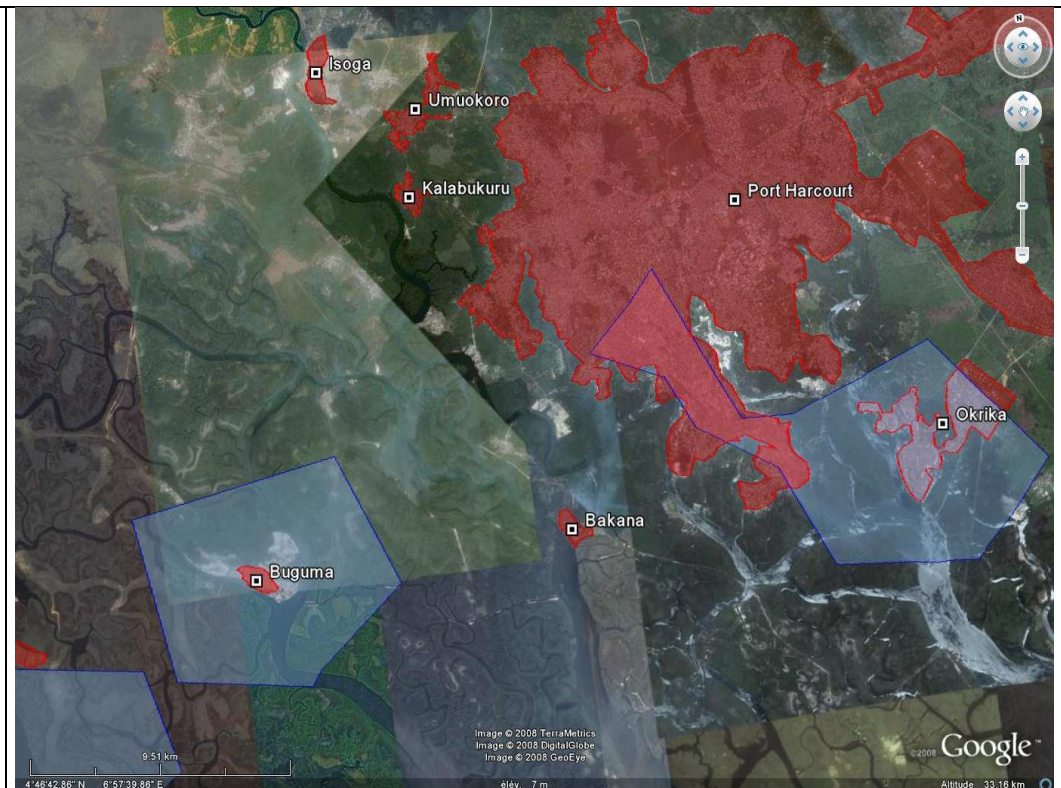 N
Isoga
Umuokoro
Kalabukuru
Port Harcourt
Okrika
Bakana
Buguma
Image © 2008 TerraMetrics
Image © 2008 DigitalGlobe
Image © 2008 GeoEye
©2008 Google™
9.51 km
4°46'42.86" N 6°57'39.86" E élév. 7 m Altitude 33.16 km